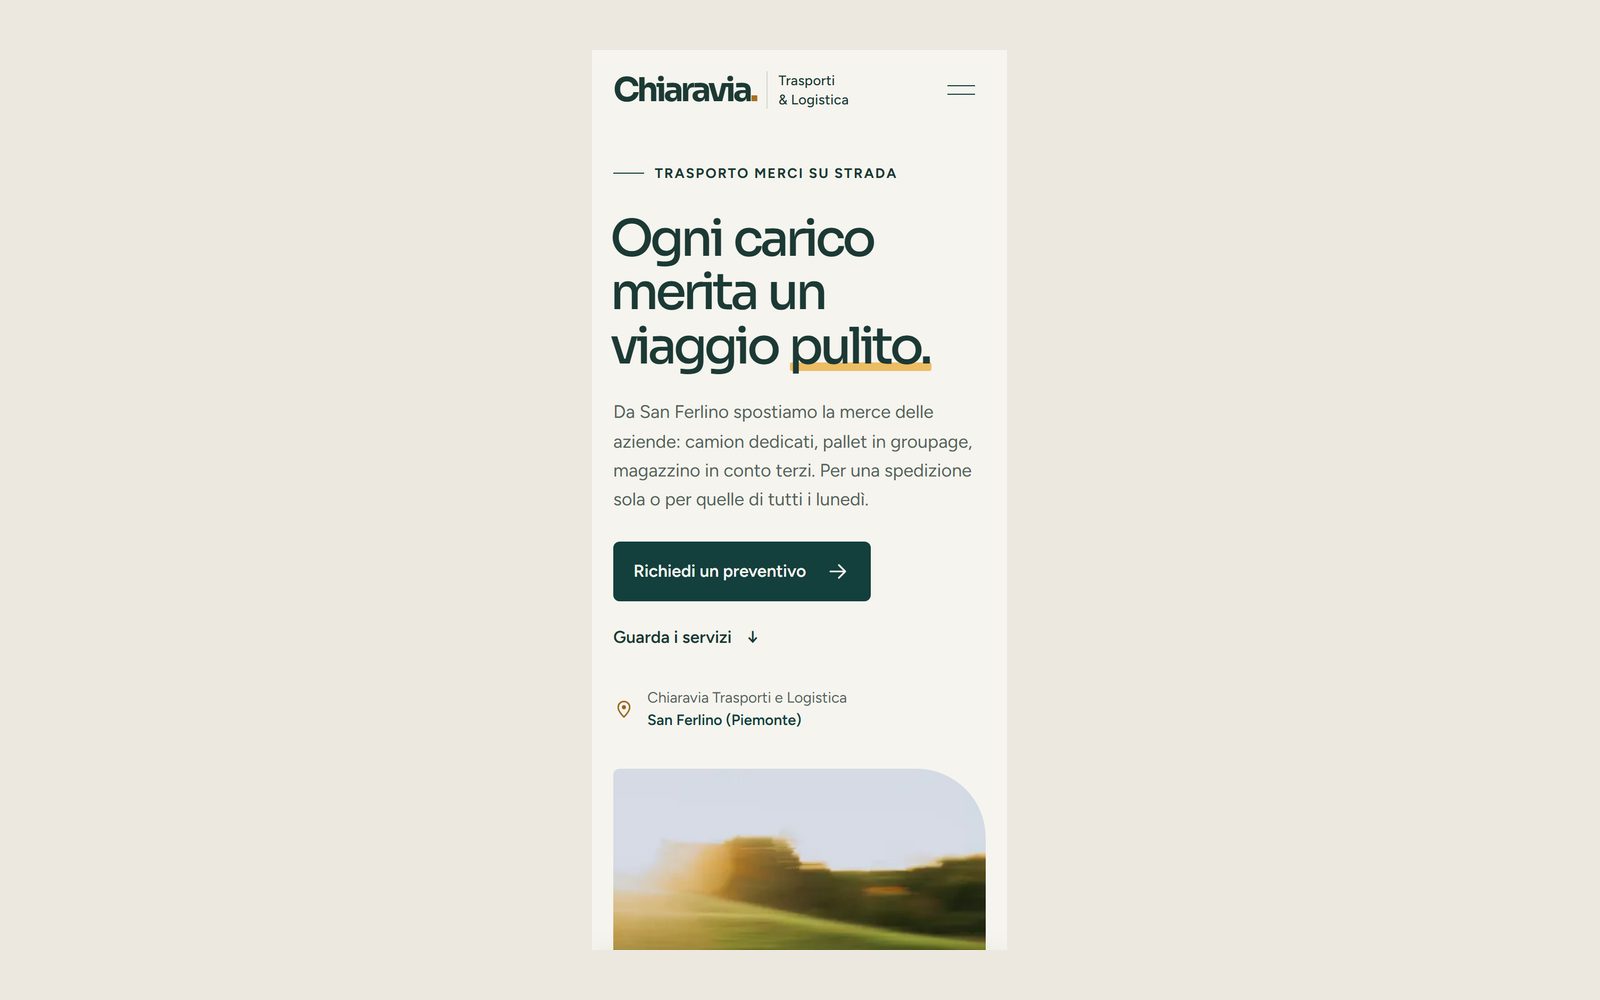 Chiaravia.
Trasporti
& Logistica
TRASPORTO MERCI SU STRADA
Ogni carico
merita un
viaggio pulito.
Da San Ferlino spostiamo la merce delle
aziende: camion dedicati, pallet in groupage,
magazzino in conto terzi. Per una spedizione
sola o per quelle di tutti i lunedì.
Richiedi un preventivo
Guarda i servizi
Chiaravia Trasporti e Logistica
San Ferlino (Piemonte)